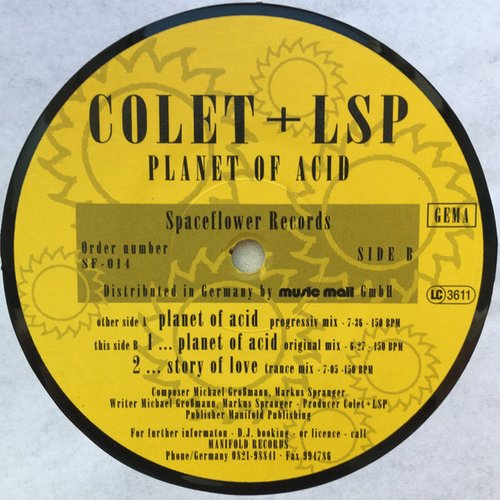 COLET + LSP
PLANET OF ACID
Spaceflower Records
GEMA
Order number
SF-014
SIDE B
Distributed in Germany by music mail GmbH
LC 3611
other side A planet of acid progressiv mix - 7-36 - 150 BPM
this side B 1 ... planet of acid original mix - 6-27 - 150 BPM
2 ... story of love trance mix - 7-05 - 150 BPM
Composer Michael Großmann, Markus Spranger
Writer Michael Großmann, Markus Spranger - Producer Colet+LSP
Publisher Manifold Publishing
For further informaton - D.J. booking - or licence - call
MANIFOLD RECORDS
Phone/Germany 0821-98841 - Fax 994786